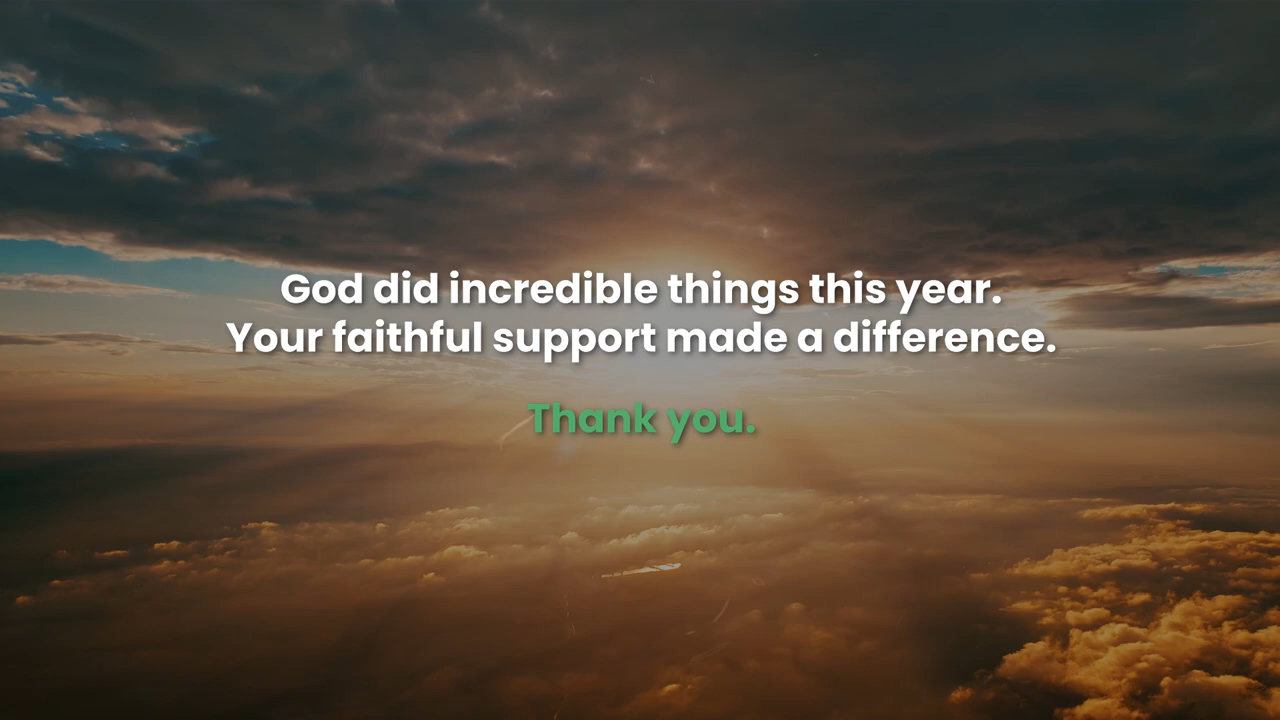 God did incredible things this year.
Your faithful support made a difference.
Thank you.